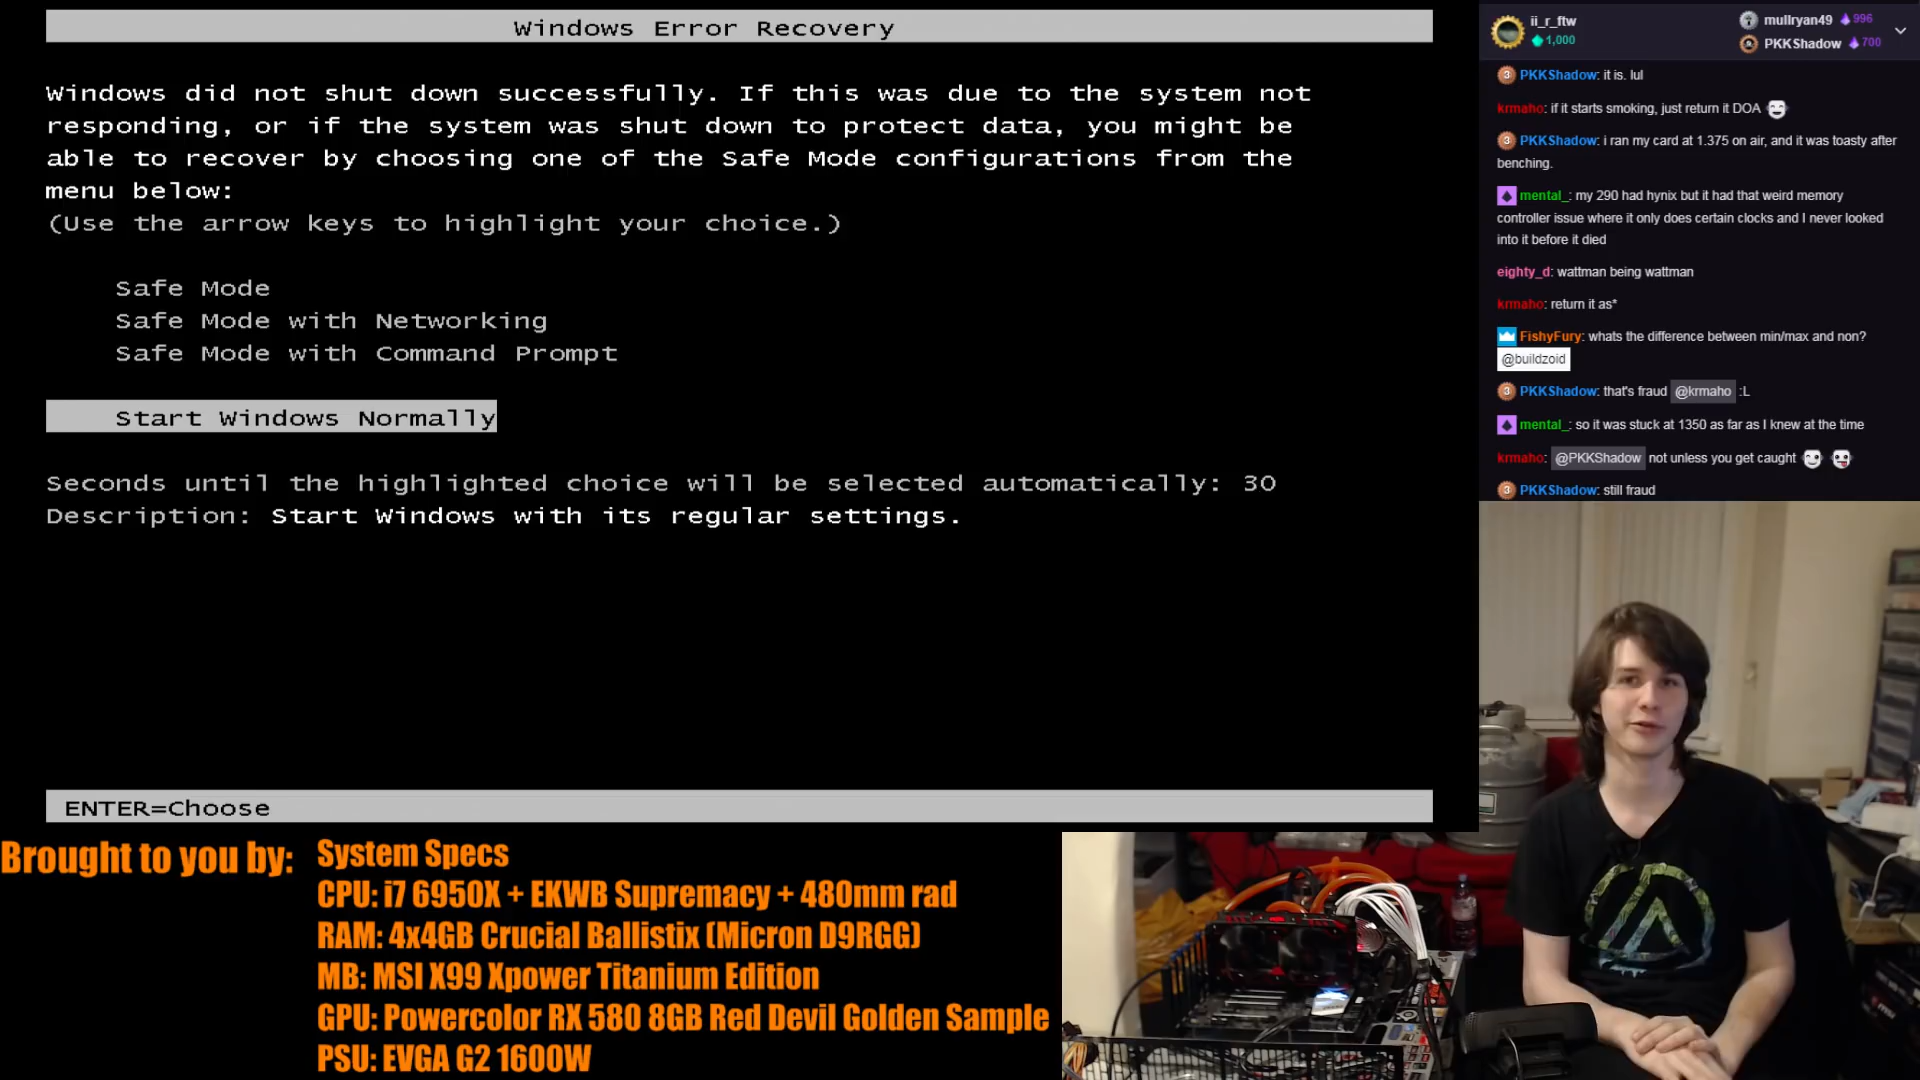 Windows Error Recovery
Windows did not shut down successfully. If this was due to the system not
responding, or if the system was shut down to protect data, you might be
able to recover by choosing one of the Safe Mode configurations from the
menu below:
(Use the arrow keys to highlight your choice.)
Safe Mode
Safe Mode with Networking
Safe Mode with Command Prompt
Start Windows Normally
Seconds until the highlighted choice will be selected automatically: 30
Description: Start Windows with its regular settings.
ENTER=Choose
Brought to you by:
System Specs
CPU: i7 6950X + EKWB Supremacy + 480mm rad
RAM: 4x4GB Crucial Ballistix (Micron D9RGG)
MB: MSI X99 Xpower Titanium Edition
GPU: Powercolor RX 580 8GB Red Devil Golden Sample
PSU: EVGA G2 1600W
ii_r_ftw
1,000
mullryan49 996
PKKShadow 700
3 PKKShadow: it is. lul
krmaho: if it starts smoking, just return it DOA
3 PKKShadow: i ran my card at 1.375 on air, and it was toasty after
benching.
mental_: my 290 had hynix but it had that weird memory
controller issue where it only does certain clocks and I never looked
into it before it died
eighty_d: wattman being wattman
krmaho: return it as*
FishyFury: whats the difference between min/max and non?
@buildzoid
3 PKKShadow: that's fraud @krmaho :L
mental_: so it was stuck at 1350 as far as I knew at the time
krmaho: @PKKShadow not unless you get caught
3 PKKShadow: still fraud